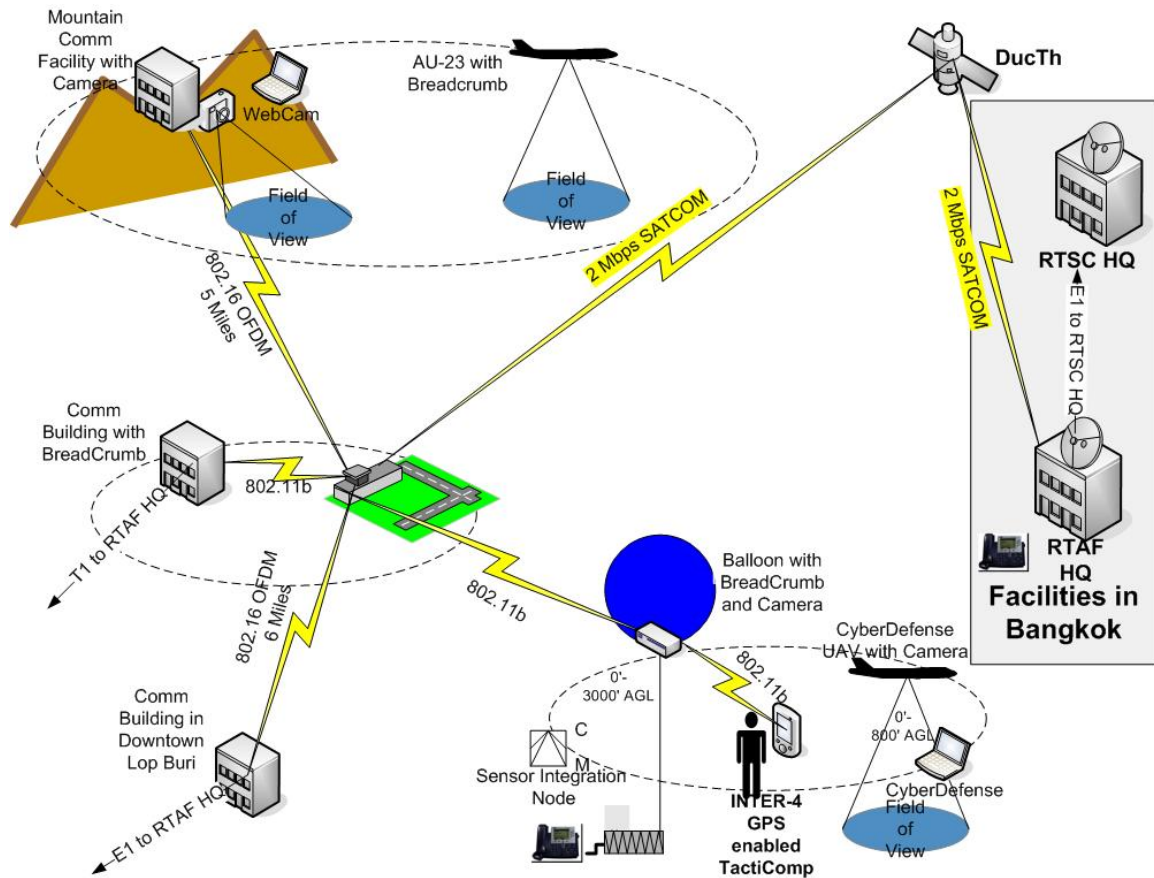 Mountain
Comm
Facility with
Camera
WebCam
Field
of
View
AU-23 with
Breadcrumb
Field
of
View
DucTh
2 Mbps SATCOM
2 Mbps SATCOM
RTSC HQ
E1 to RTSC HQ
RTAF
HQ
Facilities in
Bangkok
802.16 OFDM
5 Miles
Comm
Building with
BreadCrumb
802.11b
T1 to RTAF HQ
802.16 OFDM
6 Miles
802.11b
Balloon with
BreadCrumb
and Camera
CyberDefense
UAV with Camera
802.11b
0'-
3000' AGL
0'-
800' AGL
Comm
Building in
Downtown
Lop Buri
E1 to RTAF HQ
C
M
Sensor Integration
Node
INTER-4
GPS
enabled
TactiComp
CyberDefense
Field
of
View